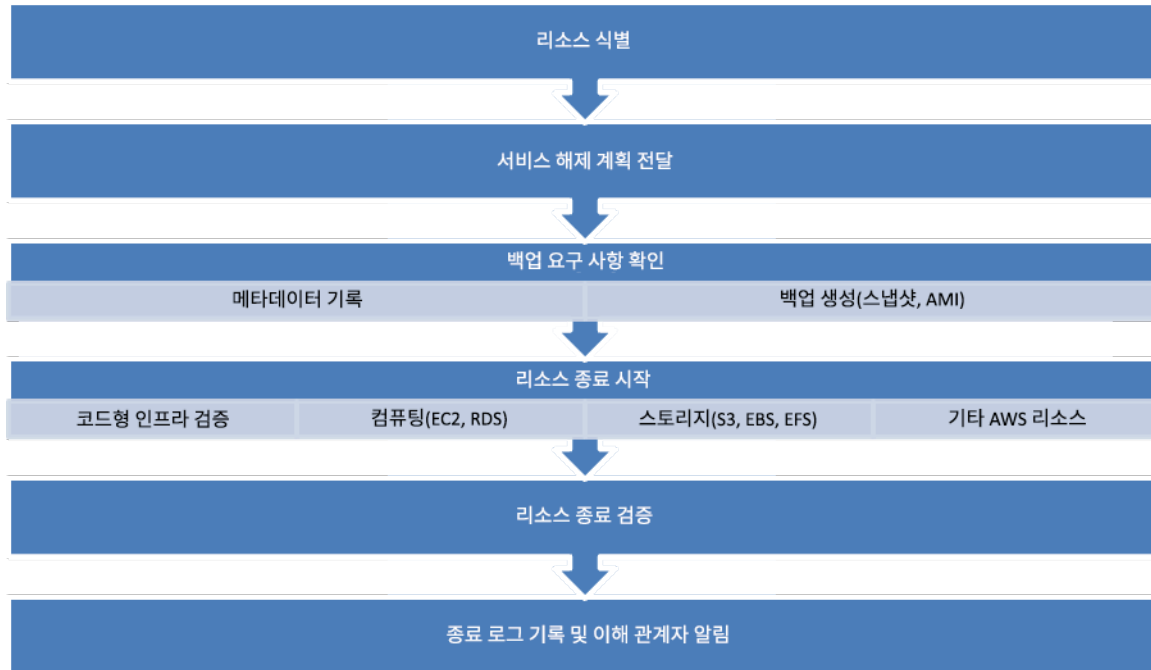 리소스 식별
서비스 해제 계획 전달
백업 요구 사항 확인
메타데이터 기록
백업 생성(스냅샷, AMI)
리소스 종료 시작
코드형 인프라 검증
컴퓨팅(EC2, RDS)
스토리지(S3, EBS, EFS)
기타 AWS 리소스
리소스 종료 검증
종료 로그 기록 및 이해 관계자 알림